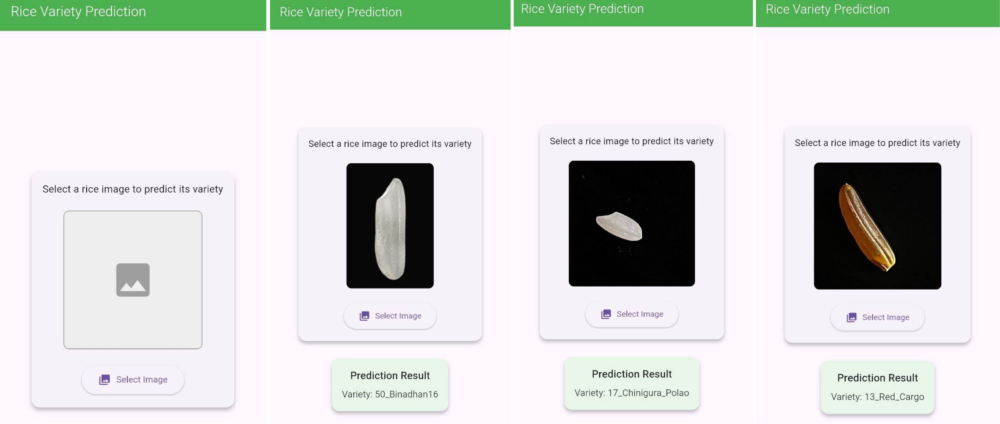 Rice Variety Prediction
Select a rice image to predict its variety
Select Image
Rice Variety Prediction
Select a rice image to predict its variety
Select Image
Prediction Result
Variety: 50_Binadhan16
Rice Variety Prediction
Select a rice image to predict its variety
Select Image
Prediction Result
Variety: 17_Chinigura_Polao
Rice Variety Prediction
Select a rice image to predict its variety
Select Image
Prediction Result
Variety: 13_Red_Cargo